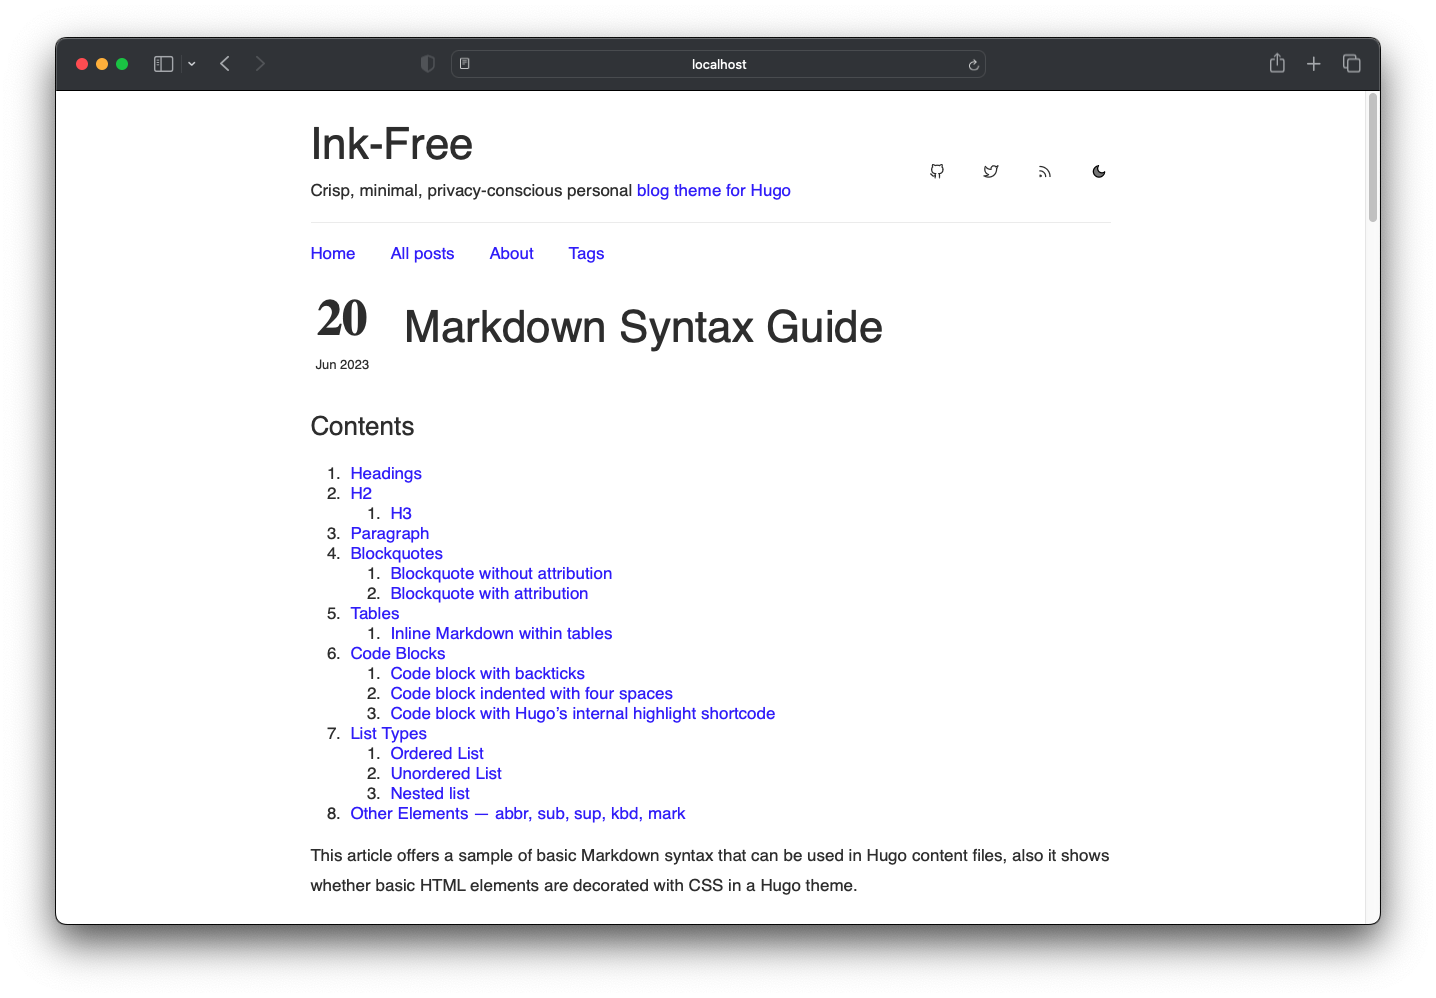 localhost
Ink-Free
Crisp, minimal, privacy-conscious personal blog theme for Hugo
Home All posts About Tags
20
Jun 2023
Markdown Syntax Guide
Contents
1. Headings
2. H2
1. H3
3. Paragraph
4. Blockquotes
1. Blockquote without attribution
2. Blockquote with attribution
5. Tables
1. Inline Markdown within tables
6. Code Blocks
1. Code block with backticks
2. Code block indented with four spaces
3. Code block with Hugo’s internal highlight shortcode
7. List Types
1. Ordered List
2. Unordered List
3. Nested list
8. Other Elements — abbr, sub, sup, kbd, mark
This article offers a sample of basic Markdown syntax that can be used in Hugo content files, also it shows
whether basic HTML elements are decorated with CSS in a Hugo theme.